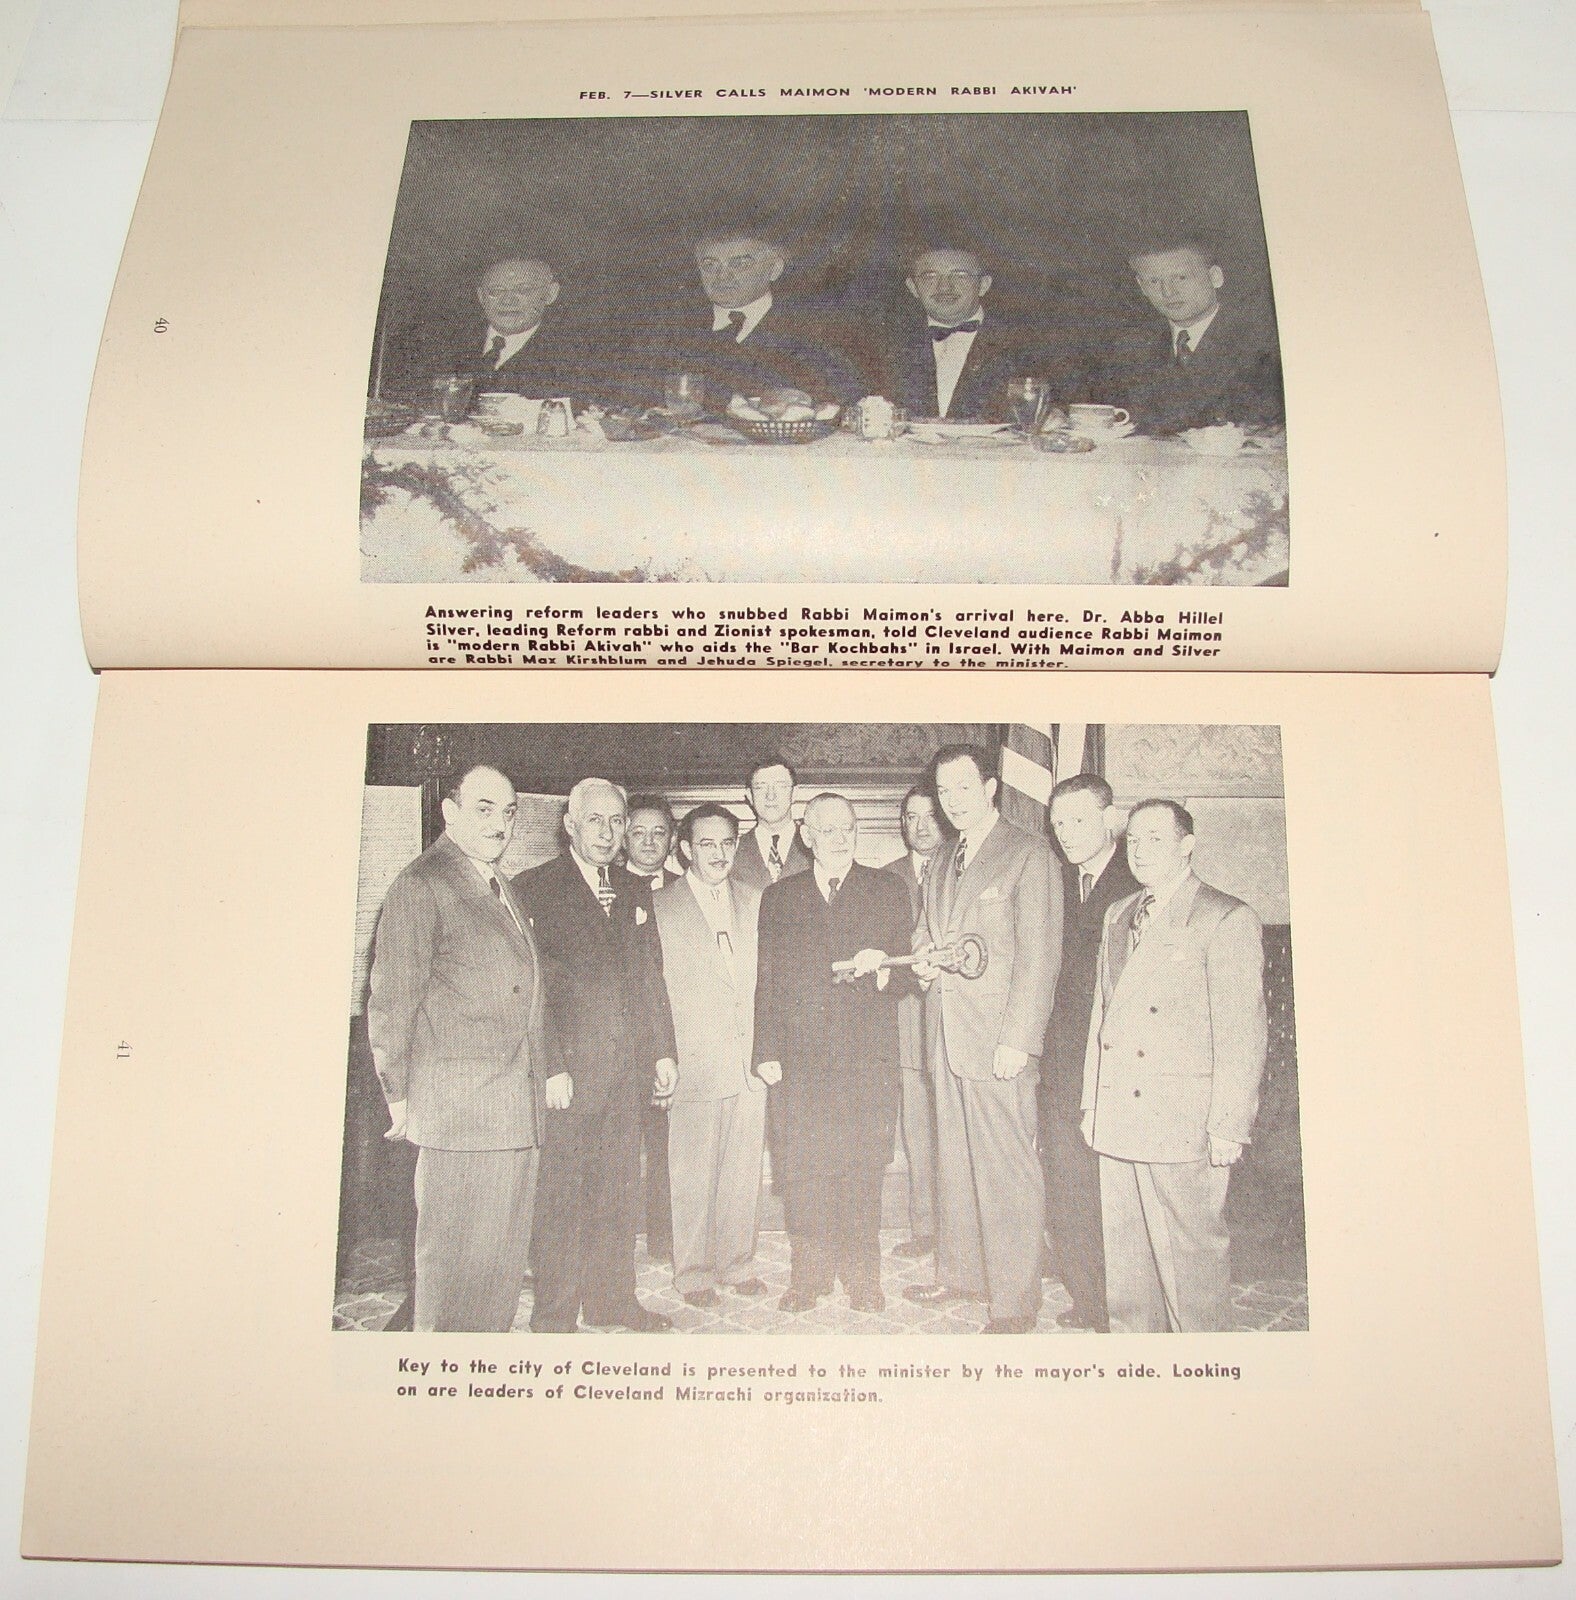 FEB. 7—SILVER CALLS MAIMON 'MODERN RABBI AKIVAH'
40
Answering reform leaders who snubbed Rabbi Maimon's arrival here. Dr. Abba Hillel
Silver, leading Reform rabbi and Zionist spokesman, told Cleveland audience Rabbi Maimon
is "modern Rabbi Akivah" who aids the "Bar Kochbahs" in Israel. With Maimon and Silver
are Rabbi Max Kirshblum and Jehuda Spiegel, secretary to the minister.
41
Key to the city of Cleveland is presented to the minister by the mayor's aide. Looking
on are leaders of Cleveland Mizrachi organization.